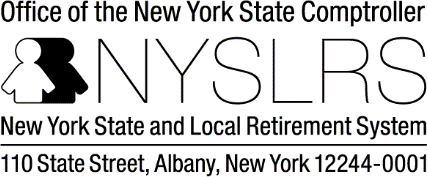 Office of the New York State Comptroller
NYSLRS
New York State and Local Retirement System
110 State Street, Albany, New York 12244-0001